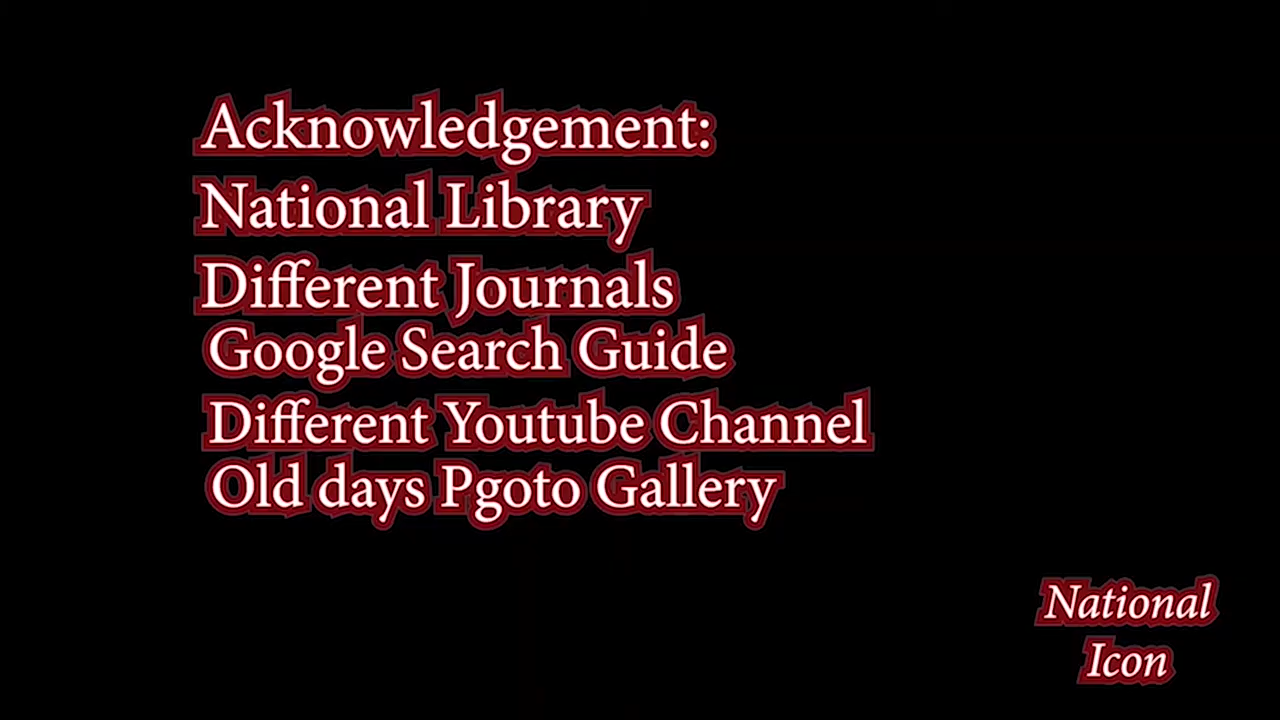 Acknowledgement:
National Library
Different Journals
Google Search Guide
Different Youtube Channel
Old days Pgoto Gallery
National
Icon